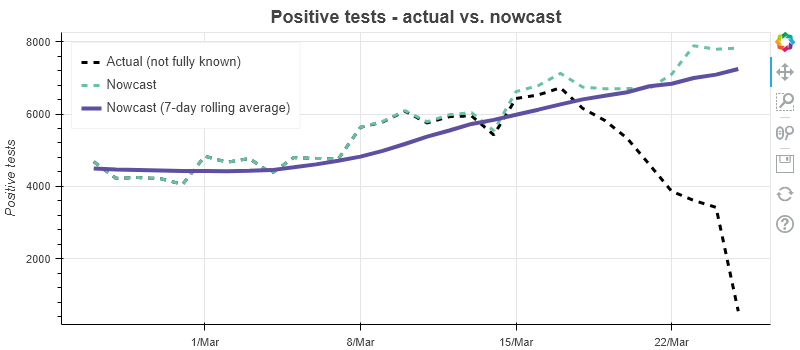 Positive tests - actual vs. nowcast
8000
6000
4000
2000
Positive tests
Actual (not fully known)
Nowcast
Nowcast (7-day rolling average)
1/Mar
8/Mar
15/Mar
22/Mar